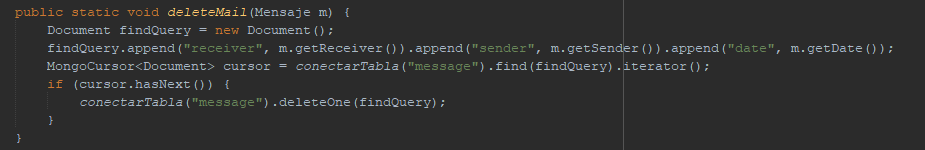 public static void deleteMail(Mensaje m) {
Document findQuery = new Document();
findQuery.append("receiver", m.getReceiver()).append("sender", m.getSender()).append("date", m.getDate());
MongoCursor<Document> cursor = conectarTabla("message").find(findQuery).iterator();
if (cursor.hasNext()) {
conectarTabla("message").deleteOne(findQuery);
}
}